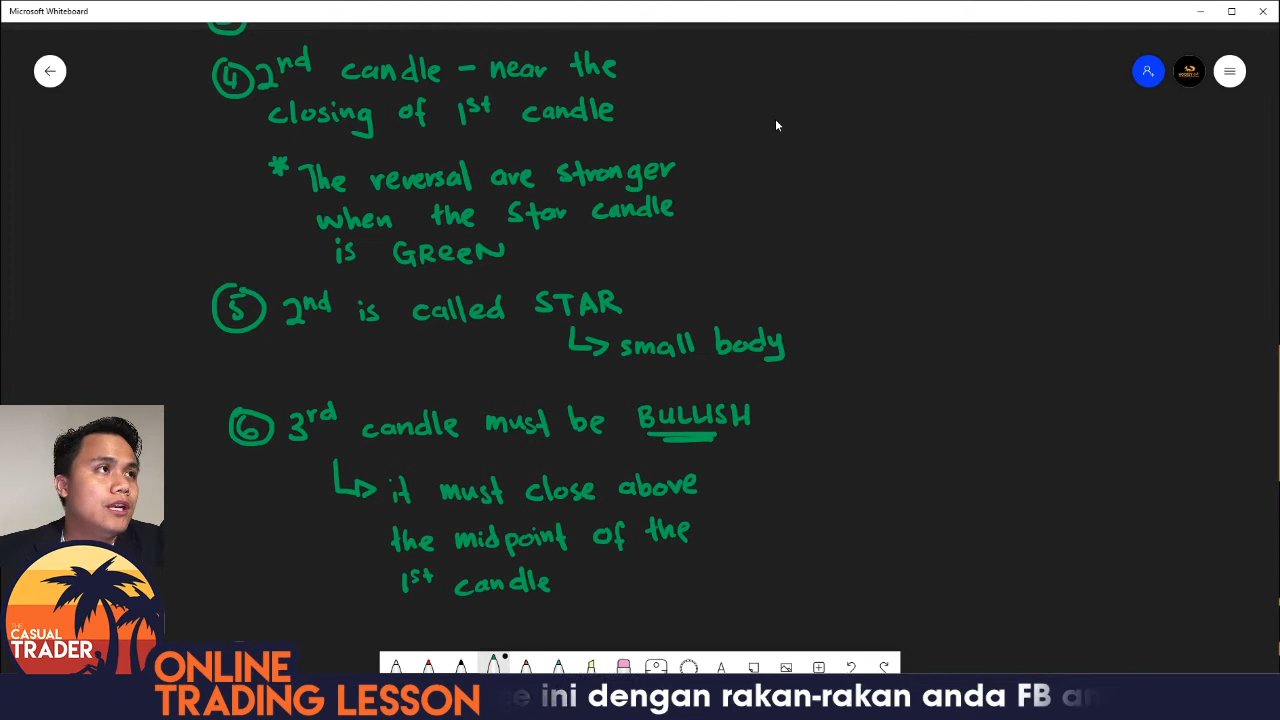 Microsoft Whiteboard
④ 2nd candle - near the
closing of 1st candle
* The reversal are stronger
when the star candle
is GReeN
⑤ 2nd is called STAR
↳ small body
⑥ 3rd candle must be BULLISH
↳ it must close above
the midpoint of the
1st candle
THE
CASUAL
TRADER
ONLINE
TRADING LESSON
ini dengan rakan-rakan anda FB